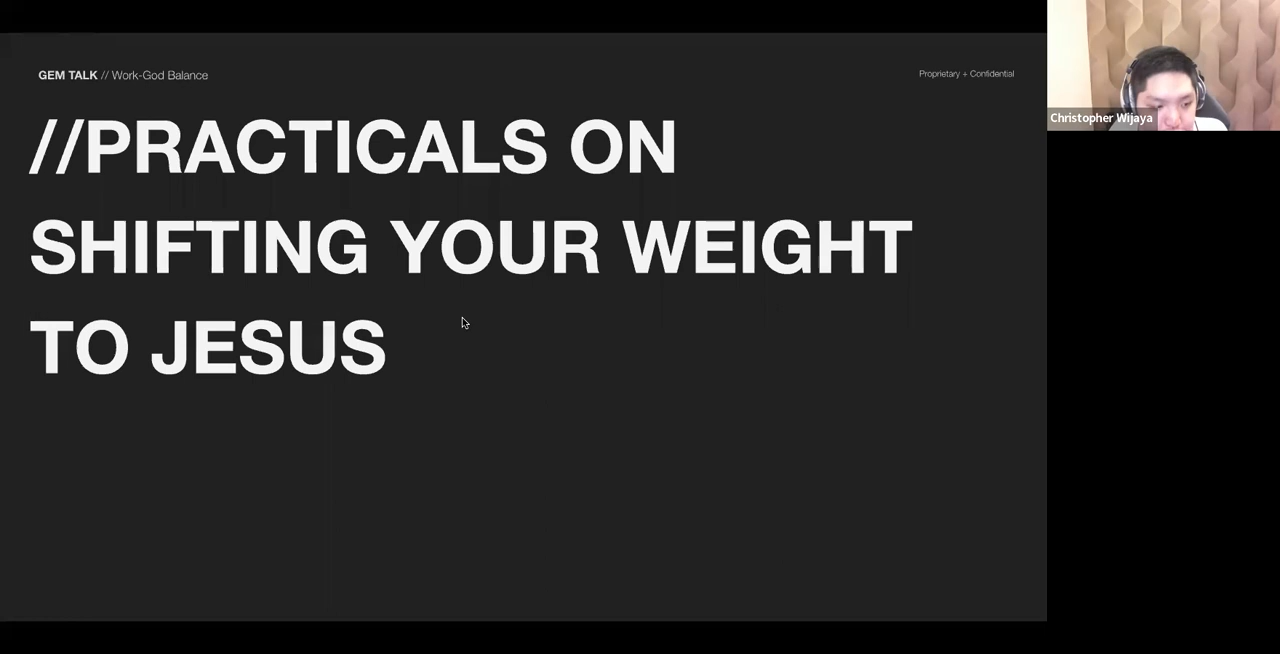 GEM TALK // Work-God Balance
Proprietary + Confidential
//PRACTICALS ON
SHIFTING YOUR WEIGHT
TO JESUS
Christopher Wijaya